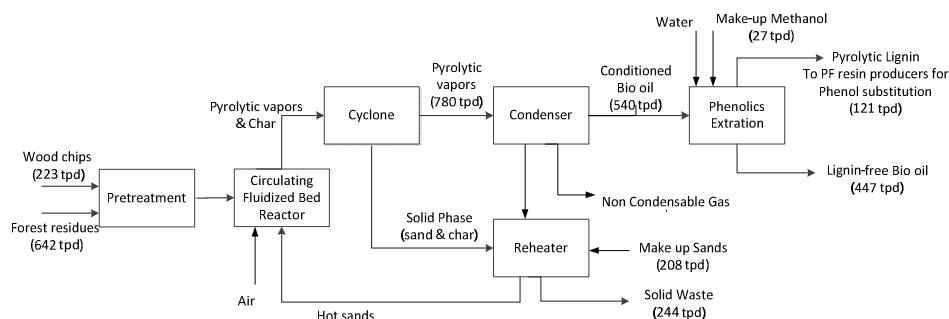 Water
Make-up Methanol
(27 tpd)
Pyrolytic
vapors
(780 tpd)
Conditioned
Bio oil
(540 tpd)
Pyrolytic Lignin
To PF resin producers for
Phenol substitution
(121 tpd)
Pyrolytic vapors
& Char
Cyclone
Condenser
Phenolics
Extration
Wood chips
(223 tpd)
Pretreatment
Circulating
Fluidized Bed
Reactor
Lignin-free Bio oil
(447 tpd)
Non Condensable Gas
Forest residues
(642 tpd)
Solid Phase
(sand & char)
Reheater
Make up Sands
(208 tpd)
Air
Hot sands
Solid Waste
(244 tpd)